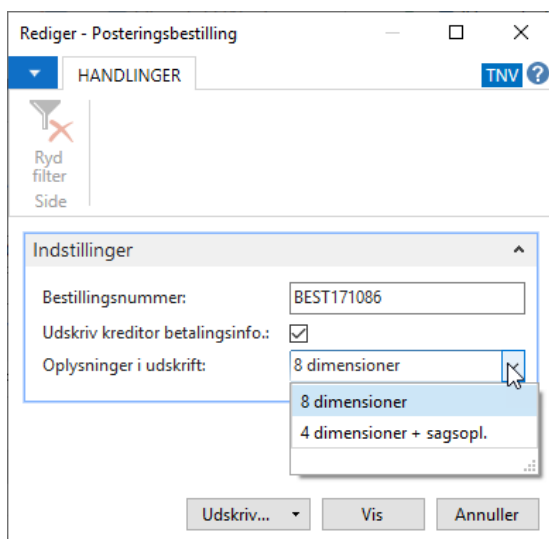 Rediger - Posteringsbestilling
HANDLINGER
TNV ?
Ryd
filter
Side
Indstillinger
Bestillingsnummer: BEST171086
Udskriv kreditor betalingsinfo.:
Oplysninger i udskrift: 8 dimensioner
8 dimensioner
4 dimensioner + sagsopl.
Udskriv... Vis Annuller